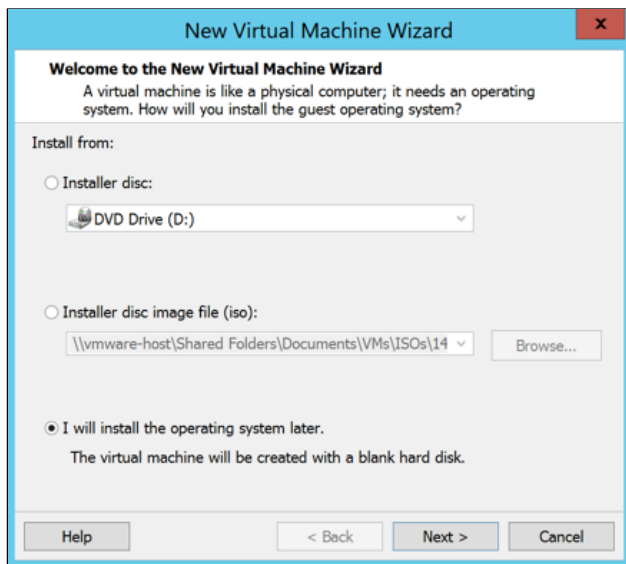 New Virtual Machine Wizard
x
Welcome to the New Virtual Machine Wizard
A virtual machine is like a physical computer; it needs an operating
system. How will you install the guest operating system?
Install from:
Installer disc:
DVD Drive (D:)
Installer disc image file (iso):
\\vmware-host\Shared Folders\Documents\VMs\ISOs\14
Browse...
I will install the operating system later.
The virtual machine will be created with a blank hard disk.
Help
< Back
Next >
Cancel